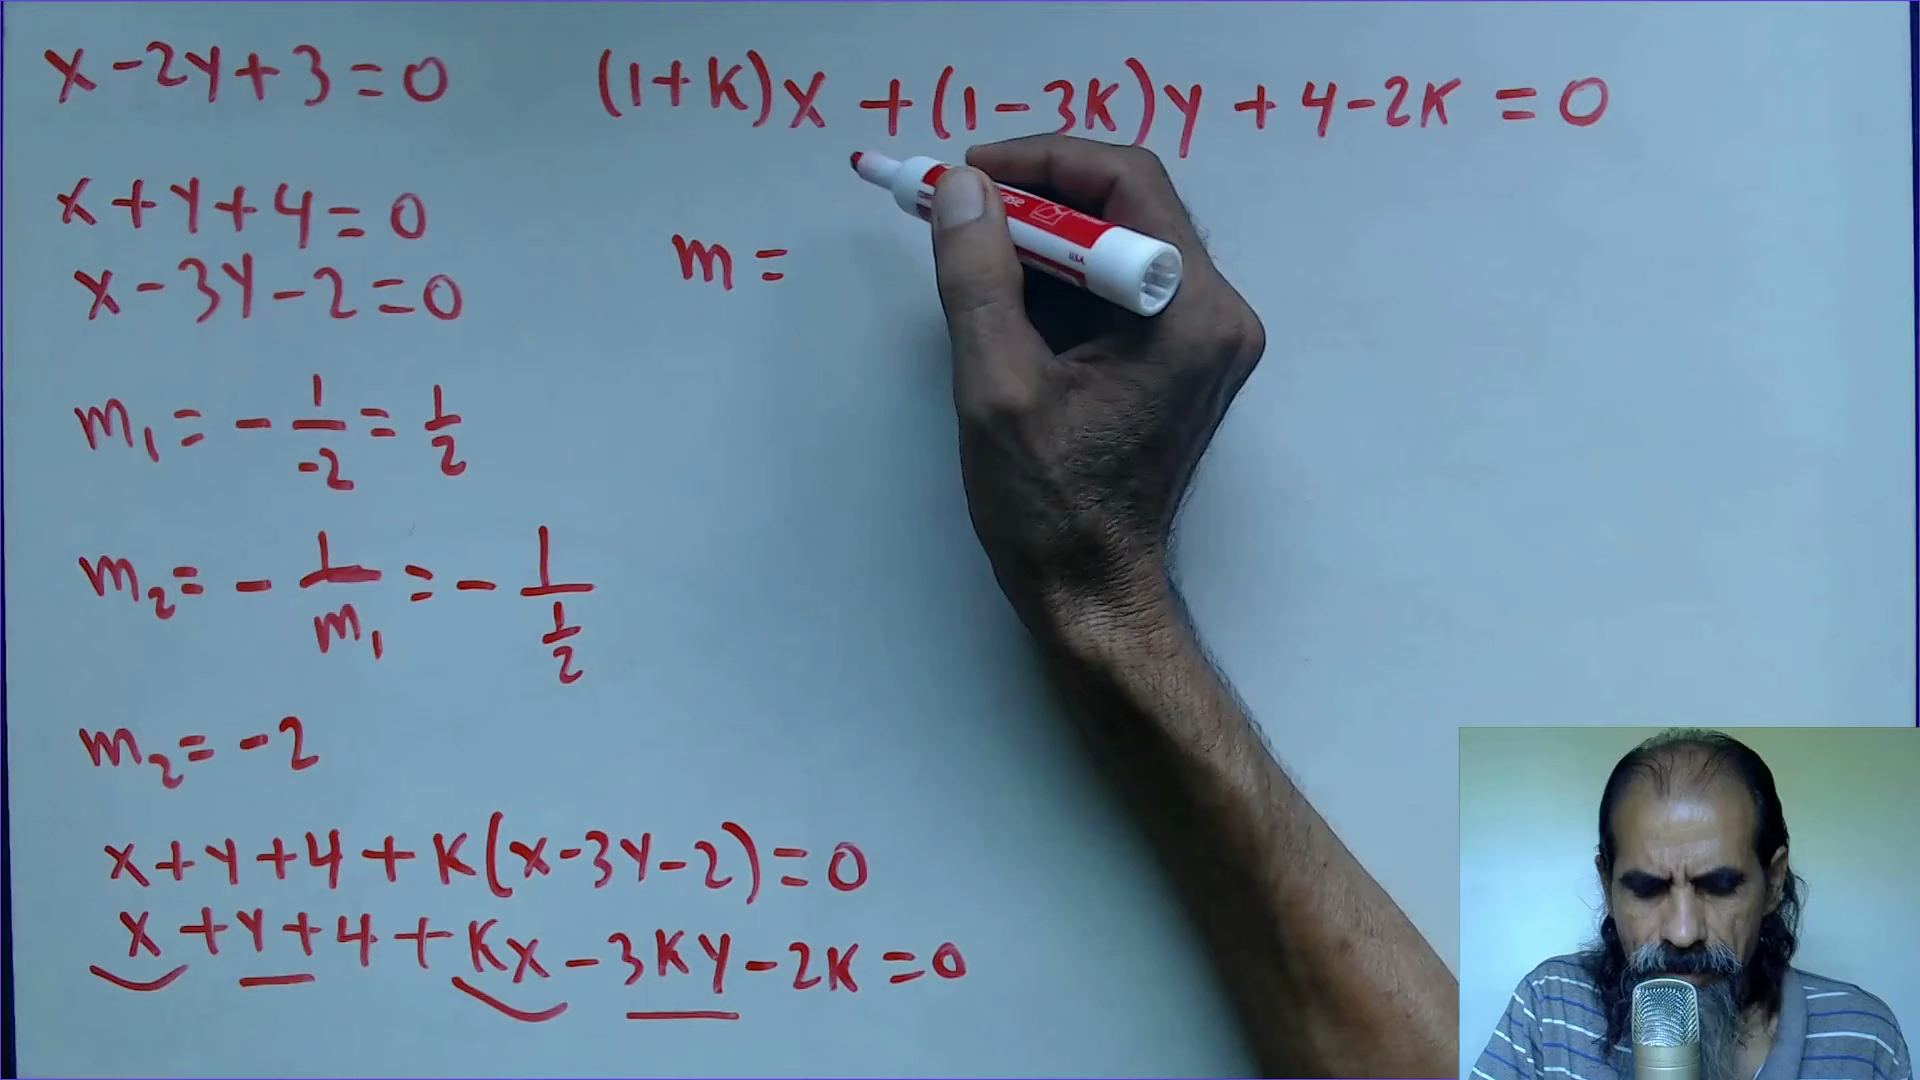 x-2y+3=0
x+y+4=0
x-3y-2=0
m₁=-1/-2=1/2
m₂=-1/m₁=-1/(1/2)
m₂=-2
x+y+4+K(x-3y-2)=0
x+y+4+Kx-3Ky-2K=0
(1+K)x+(1-3K)y+4-2K=0
m=